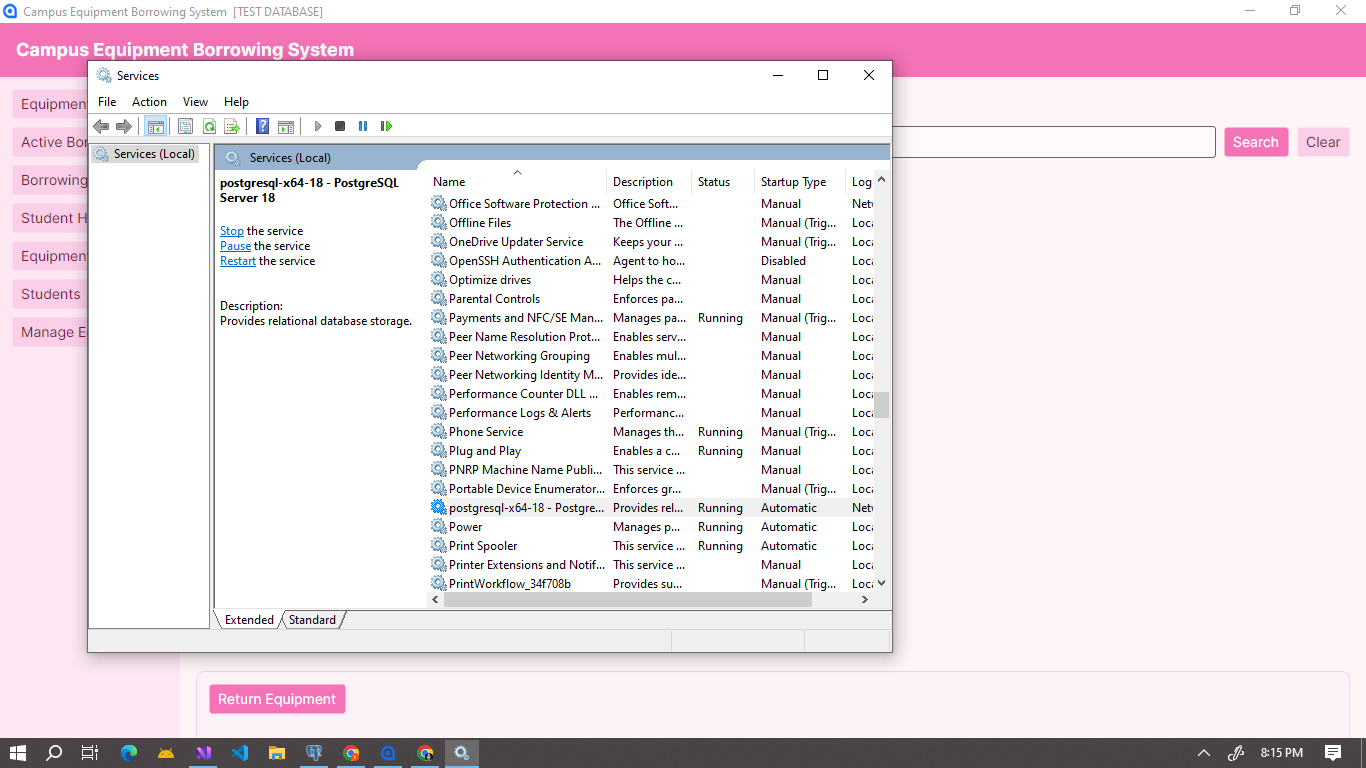 Campus Equipment Borrowing System [TEST DATABASE]
Campus Equipment Borrowing System
Equipmen
Active Bor
Borrowing
Student H
Equipmen
Students
Manage E
Search
Clear
Services
File Action View Help
Services (Local)
Services (Local)
postgresql-x64-18 - PostgreSQL
Server 18
Stop the service
Pause the service
Restart the service
Description:
Provides relational database storage.
Name Description Status Startup Type Log
Office Software Protection ... Office Soft... Manual Net
Offline Files The Offline ... Manual (Trig... Loca
OneDrive Updater Service Keeps your ... Manual (Trig... Loca
OpenSSH Authentication A... Agent to ho... Disabled Loca
Optimize drives Helps the c... Manual Loca
Parental Controls Enforces pa... Manual Loca
Payments and NFC/SE Man... Manages pa... Running Manual (Trig... Loca
Peer Name Resolution Prot... Enables serv... Manual Loca
Peer Networking Grouping Enables mul... Manual Loca
Peer Networking Identity M... Provides ide... Manual Loca
Performance Counter DLL ... Enables rem... Manual Loca
Performance Logs & Alerts Performanc... Manual Loca
Phone Service Manages th... Running Manual (Trig... Loca
Plug and Play Enables a c... Running Manual Loca
PNRP Machine Name Publi... This service ... Manual Loca
Portable Device Enumerator... Enforces gr... Manual (Trig... Loca
postgresql-x64-18 - Postgre... Provides rel... Running Automatic Net
Power Manages p... Running Automatic Loca
Print Spooler This service ... Running Automatic Loca
Printer Extensions and Notif... This service ... Manual Loca
PrintWorkflow_34f708b Provides su... Manual (Trig... Loca
Extended Standard
Return Equipment
8:15 PM